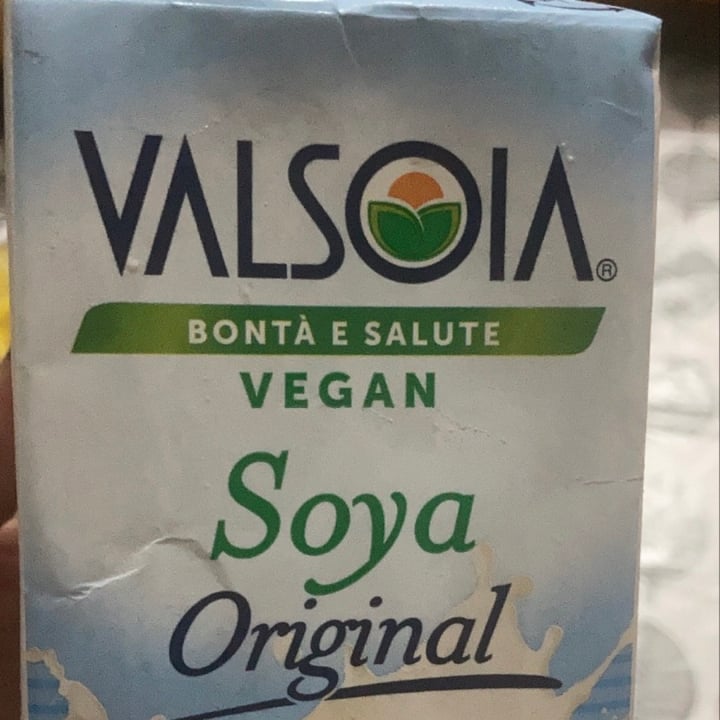 VALSOIA®
BONTÀ E SALUTE
VEGAN
Soya
Original